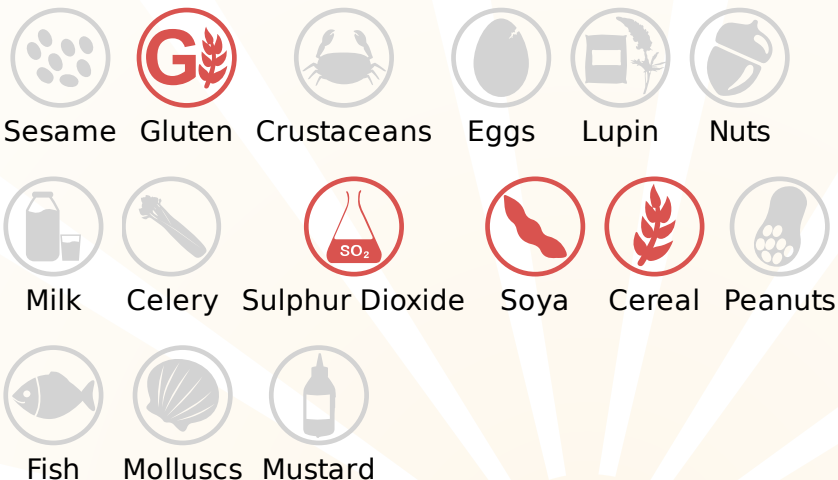 G
Sesame Gluten Crustaceans Eggs Lupin Nuts
SO₂
Milk Celery Sulphur Dioxide Soya Cereal Peanuts
Fish Molluscs Mustard